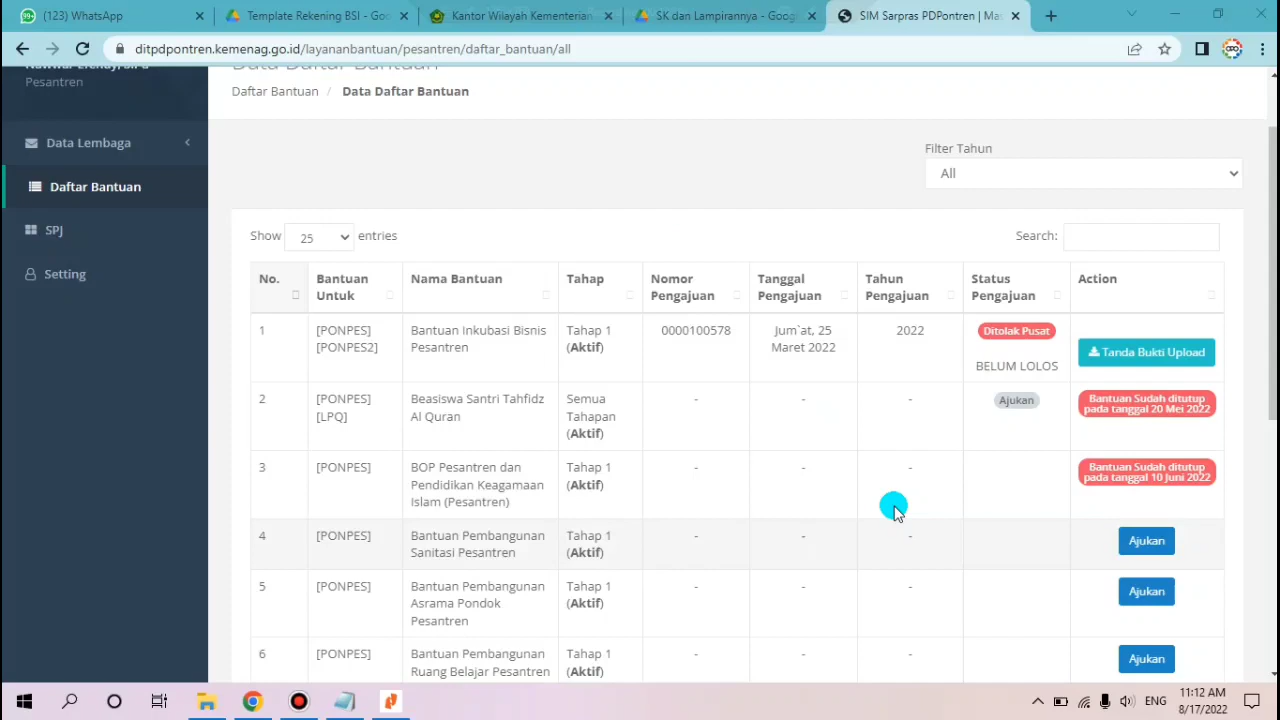 (123) WhatsApp
Template Rekening BSI - Goo
Kantor Wilayah Kementerian
SK dan Lampirannya - Google
SIM Sarpras PDPontren | Mas
ditpdpontren.kemenag.go.id/layananbantuan/pesantren/daftar_bantuan/all
Pesantren
Data Daftar Bantuan
Daftar Bantuan / Data Daftar Bantuan
Data Lembaga
Daftar Bantuan
SPJ
Setting
Filter Tahun
All
Show 25 entries
Search:
No.
Bantuan
Untuk
Nama Bantuan
Tahap
Nomor
Pengajuan
Tanggal
Pengajuan
Tahun
Pengajuan
Status
Pengajuan
Action
1
[PONPES]
[PONPES2]
Bantuan Inkubasi Bisnis
Pesantren
Tahap 1
(Aktif)
0000100578
Jum`at, 25
Maret 2022
2022
Ditolak Pusat
BELUM LOLOS
Tanda Bukti Upload
2
[PONPES]
[LPQ]
Beasiswa Santri Tahfidz
Al Quran
Semua
Tahapan
(Aktif)
-
-
-
Ajukan
Bantuan Sudah ditutup
pada tanggal 20 Mei 2022
3
[PONPES]
BOP Pesantren dan
Pendidikan Keagamaan
Islam (Pesantren)
Tahap 1
(Aktif)
-
-
-
Bantuan Sudah ditutup
pada tanggal 10 Juni 2022
4
[PONPES]
Bantuan Pembangunan
Sanitasi Pesantren
Tahap 1
(Aktif)
-
-
-
Ajukan
5
[PONPES]
Bantuan Pembangunan
Asrama Pondok
Pesantren
Tahap 1
(Aktif)
-
-
-
Ajukan
6
[PONPES]
Bantuan Pembangunan
Ruang Belajar Pesantren
Tahap 1
(Aktif)
-
-
-
Ajukan
ENG
11:12 AM
8/17/2022